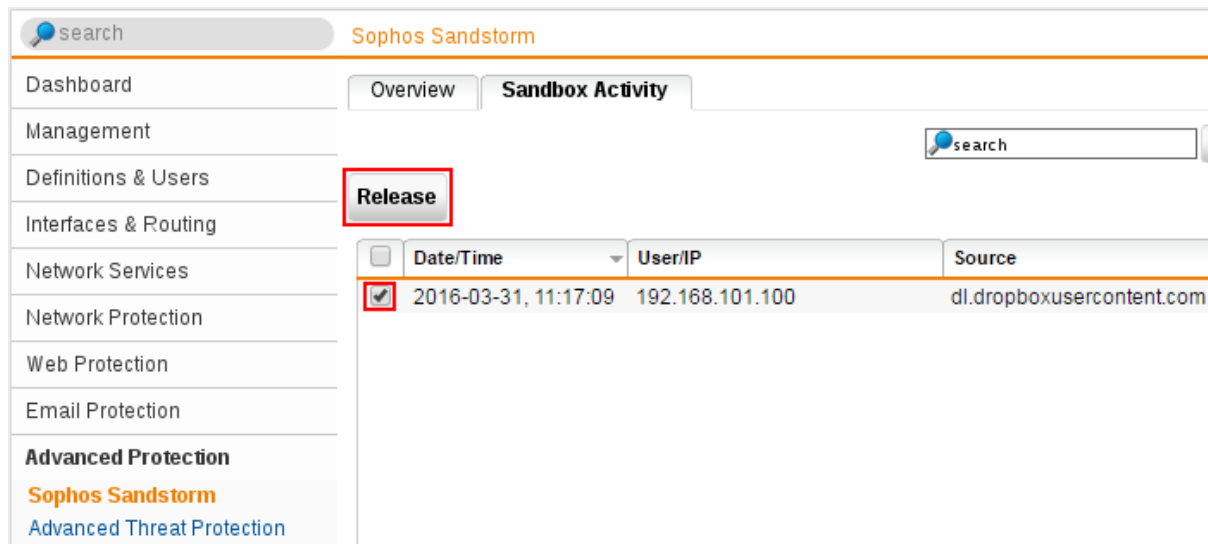 search
Sophos Sandstorm
Dashboard
Management
Definitions & Users
Interfaces & Routing
Network Services
Network Protection
Web Protection
Email Protection
Advanced Protection
Sophos Sandstorm
Advanced Threat Protection
Overview
Sandbox Activity
search
Release
Date/Time User/IP Source
2016-03-31, 11:17:09 192.168.101.100 dl.dropboxusercontent.com